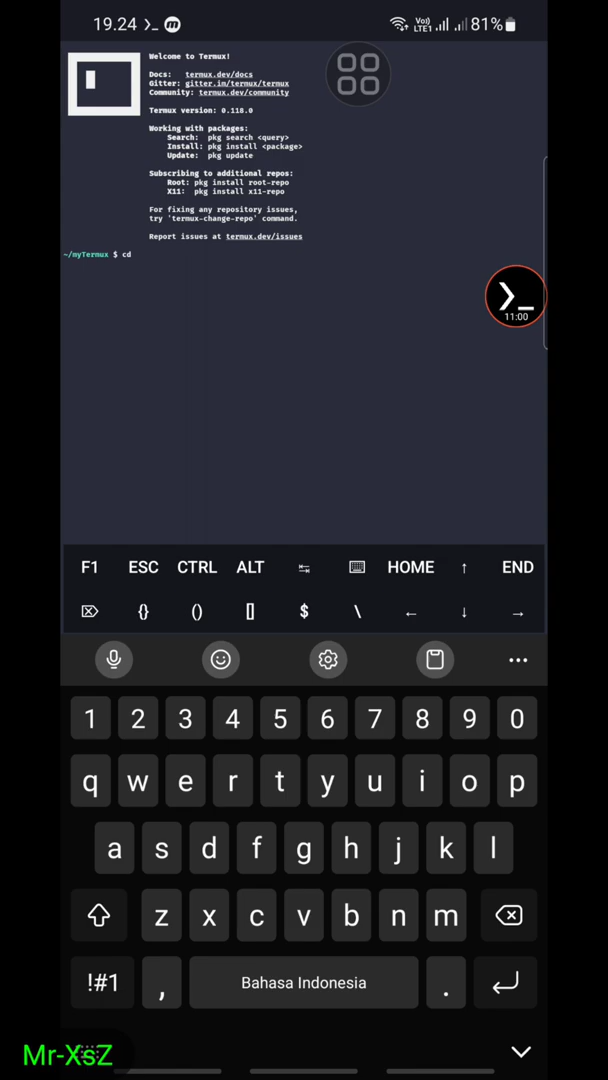 19.24 81%
Vo)) LTE1
Welcome to Termux!
Docs: termux.dev/docs
Gitter: gitter.im/termux/termux
Community: termux.dev/community
Termux version: 0.118.0
Working with packages:
Search: pkg search <query>
Install: pkg install <package>
Update: pkg update
Subscribing to additional repos:
Root: pkg install root-repo
X11: pkg install x11-repo
For fixing any repository issues,
try 'termux-change-repo' command.
Report issues at termux.dev/issues
~/myTermux $ cd
11:00
F1 ESC CTRL ALT ↹ HOME ↑ END
{} () [] $ \ ← ↓ →
1 2 3 4 5 6 7 8 9 0
q w e r t y u i o p
a s d f g h j k l
z x c v b n m
!#1 , Bahasa Indonesia .
Mr-XsZ